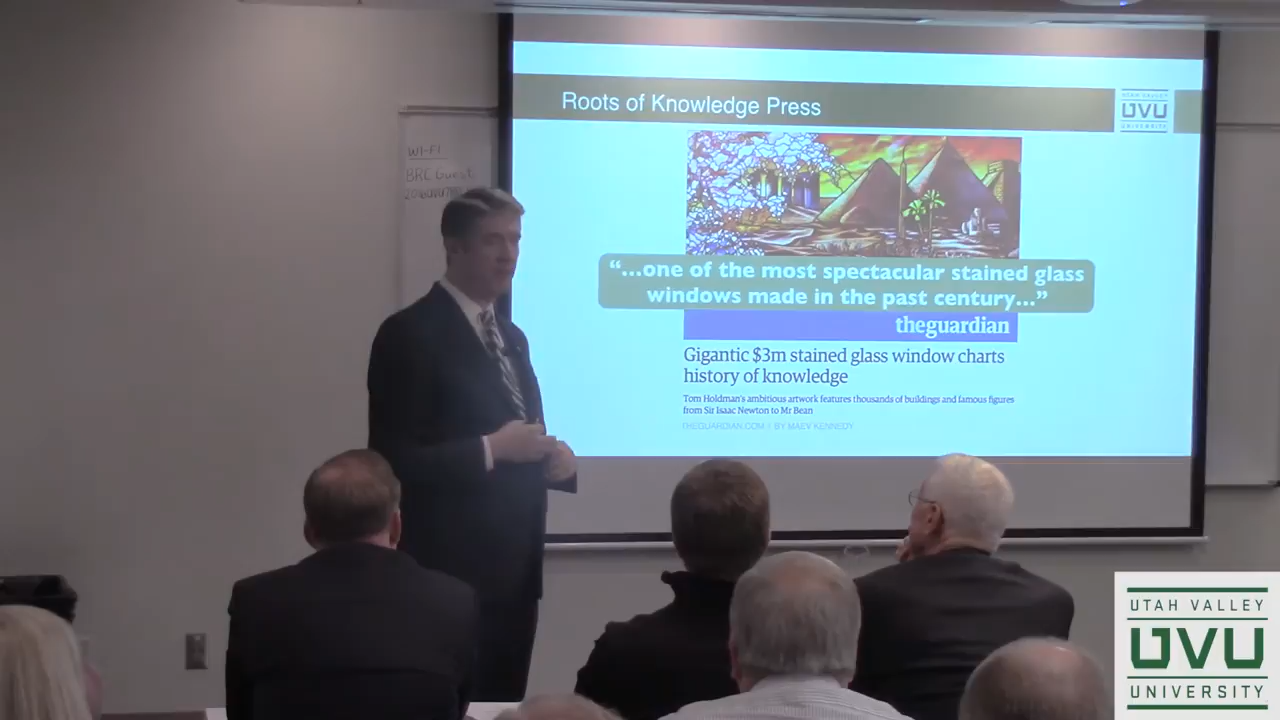 Roots of Knowledge Press
UTAH VALLEY
UVU
UNIVERSITY
WI-FI
BRC Guest
“...one of the most spectacular stained glass
windows made in the past century...”
theguardian
Gigantic $3m stained glass window charts
history of knowledge
Tom Holdman's ambitious artwork features thousands of buildings and famous figures
from Sir Isaac Newton to Mr Bean
THEGUARDIAN.COM / BY MAEV KENNEDY
UTAH VALLEY
UVU
UNIVERSITY